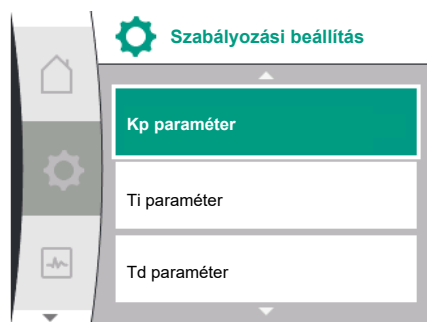 Szabályozási beállítás
Kp paraméter
Ti paraméter
Td paraméter